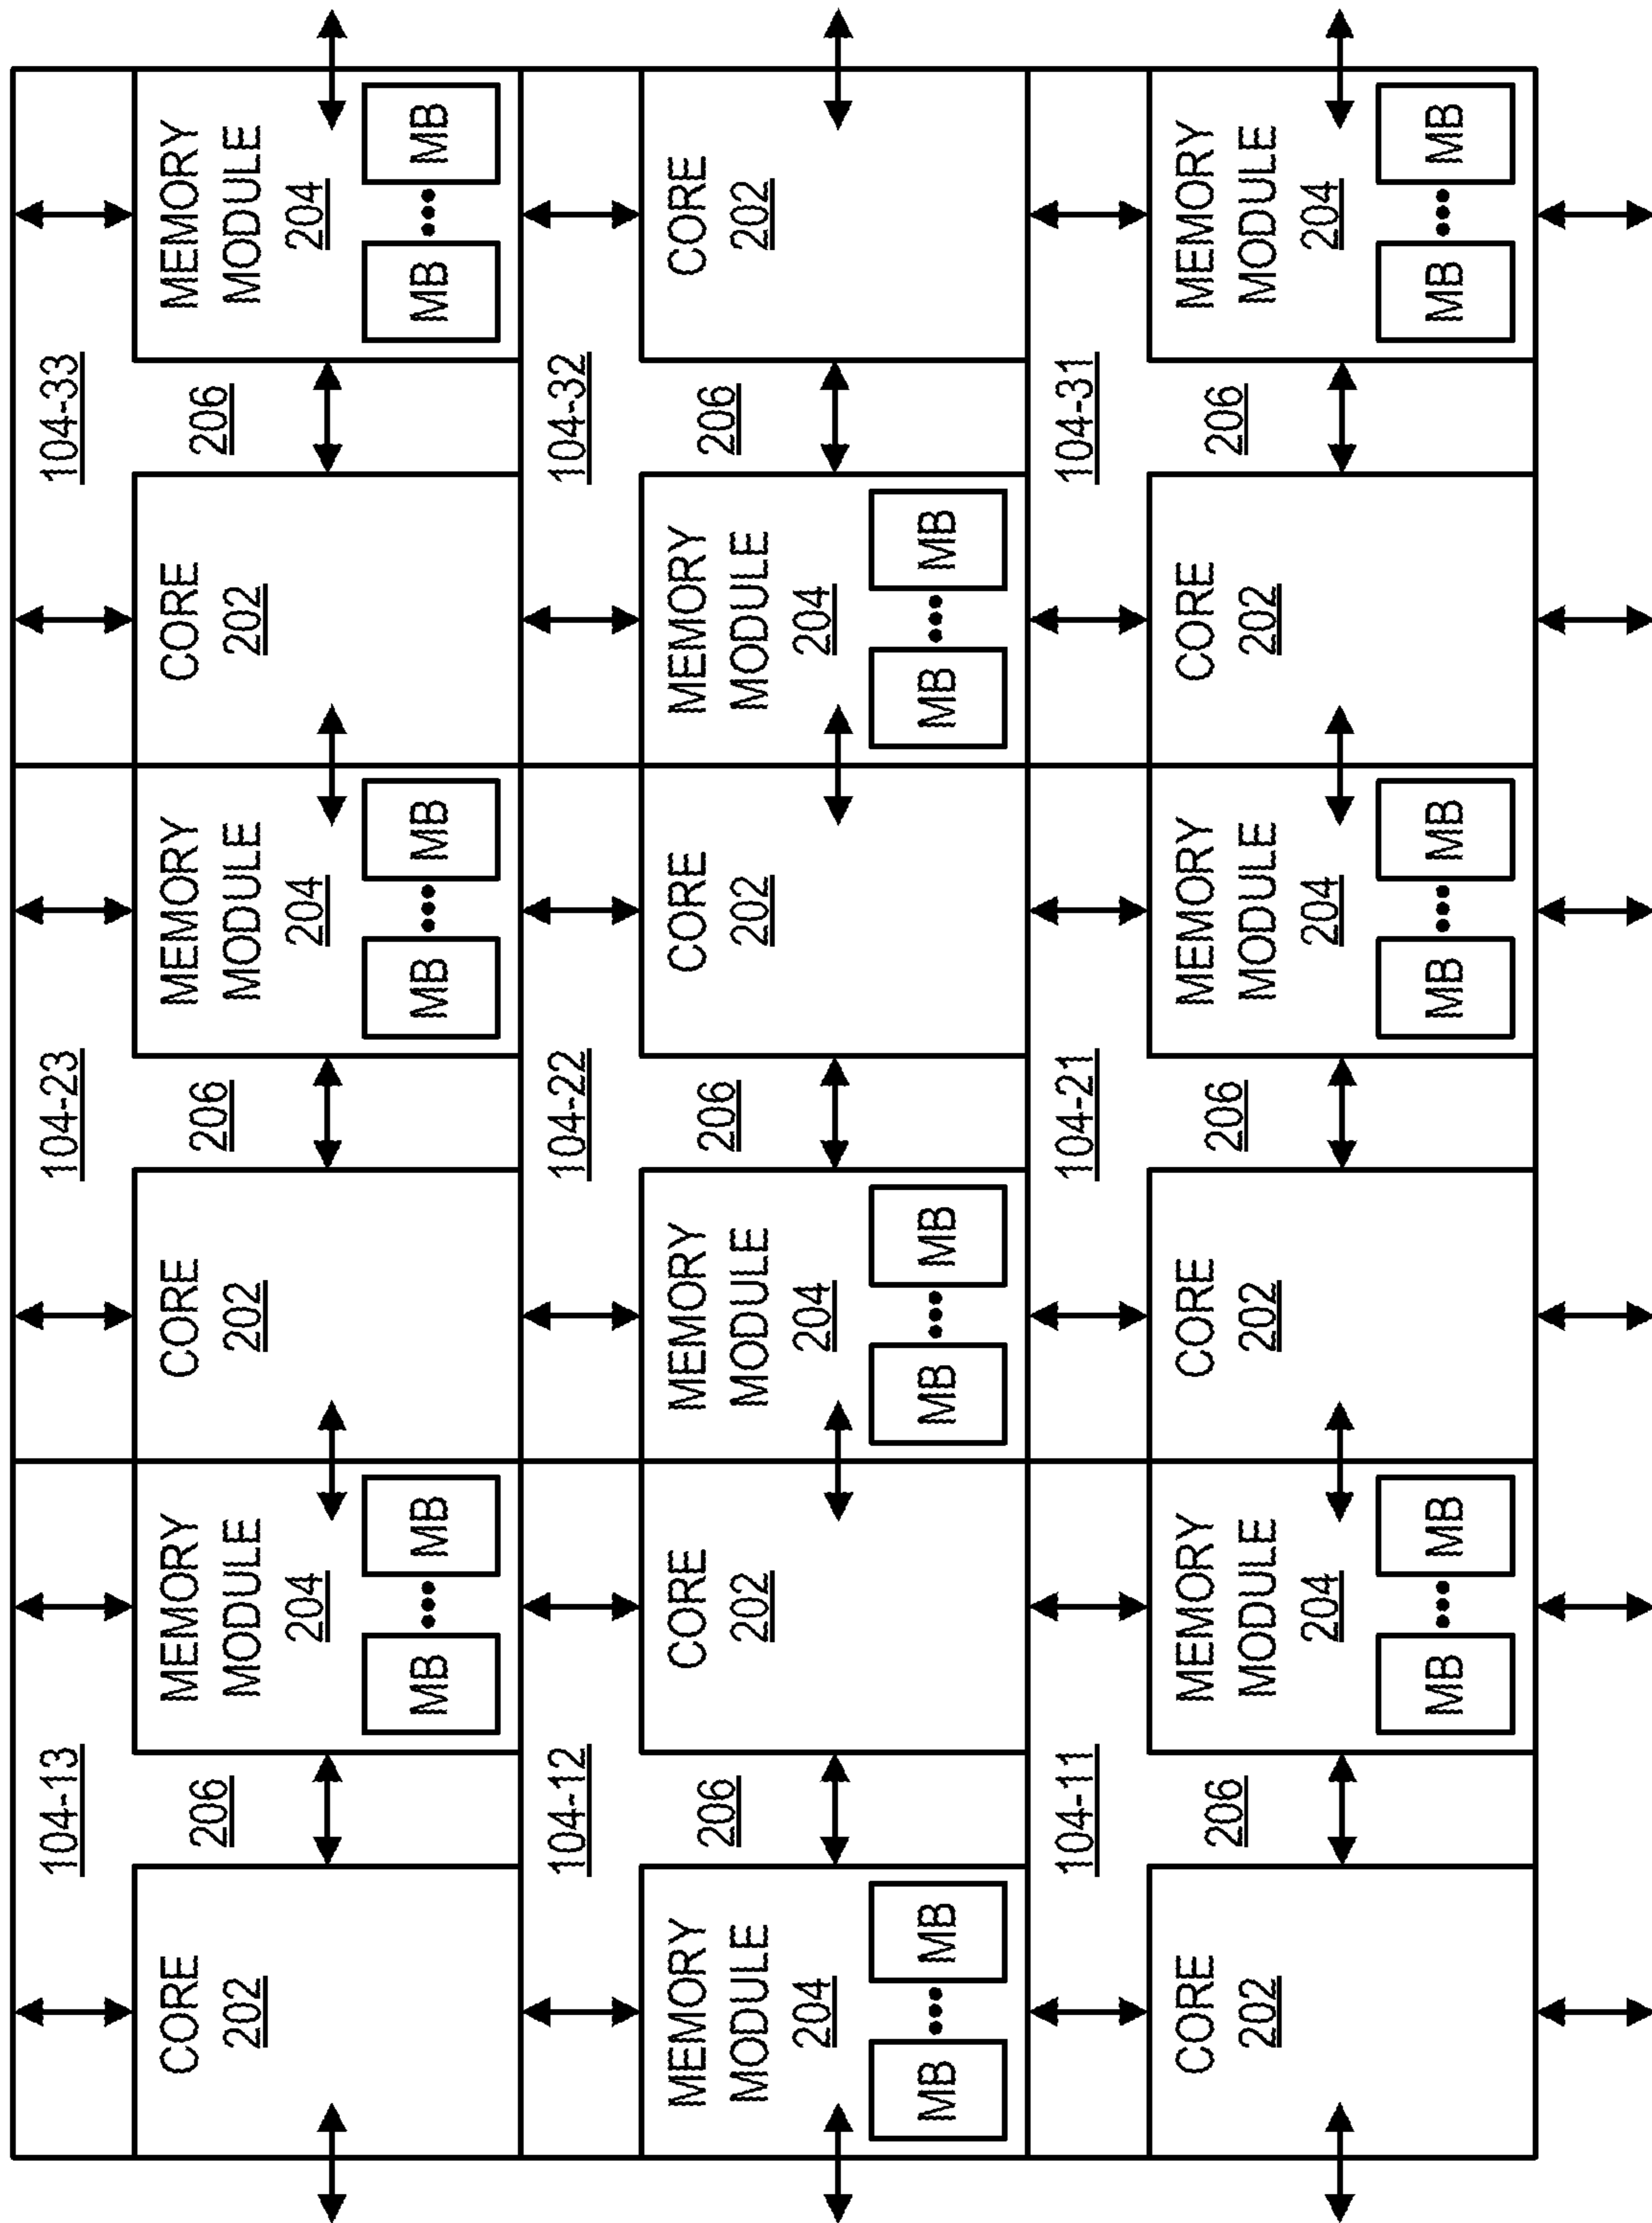 104-13
CORE
202
206
MEMORY
MODULE
204
MB ••• MB
104-23
CORE
202
206
MEMORY
MODULE
204
MB ••• MB
104-33
CORE
202
206
MEMORY
MODULE
204
MB ••• MB
104-12
MEMORY
MODULE
204
MB ••• MB
206
CORE
202
104-22
MEMORY
MODULE
204
MB ••• MB
206
CORE
202
104-32
MEMORY
MODULE
204
MB ••• MB
206
CORE
202
104-11
CORE
202
206
MEMORY
MODULE
204
MB ••• MB
104-21
CORE
202
206
MEMORY
MODULE
204
MB ••• MB
104-31
CORE
202
206
MEMORY
MODULE
204
MB ••• MB